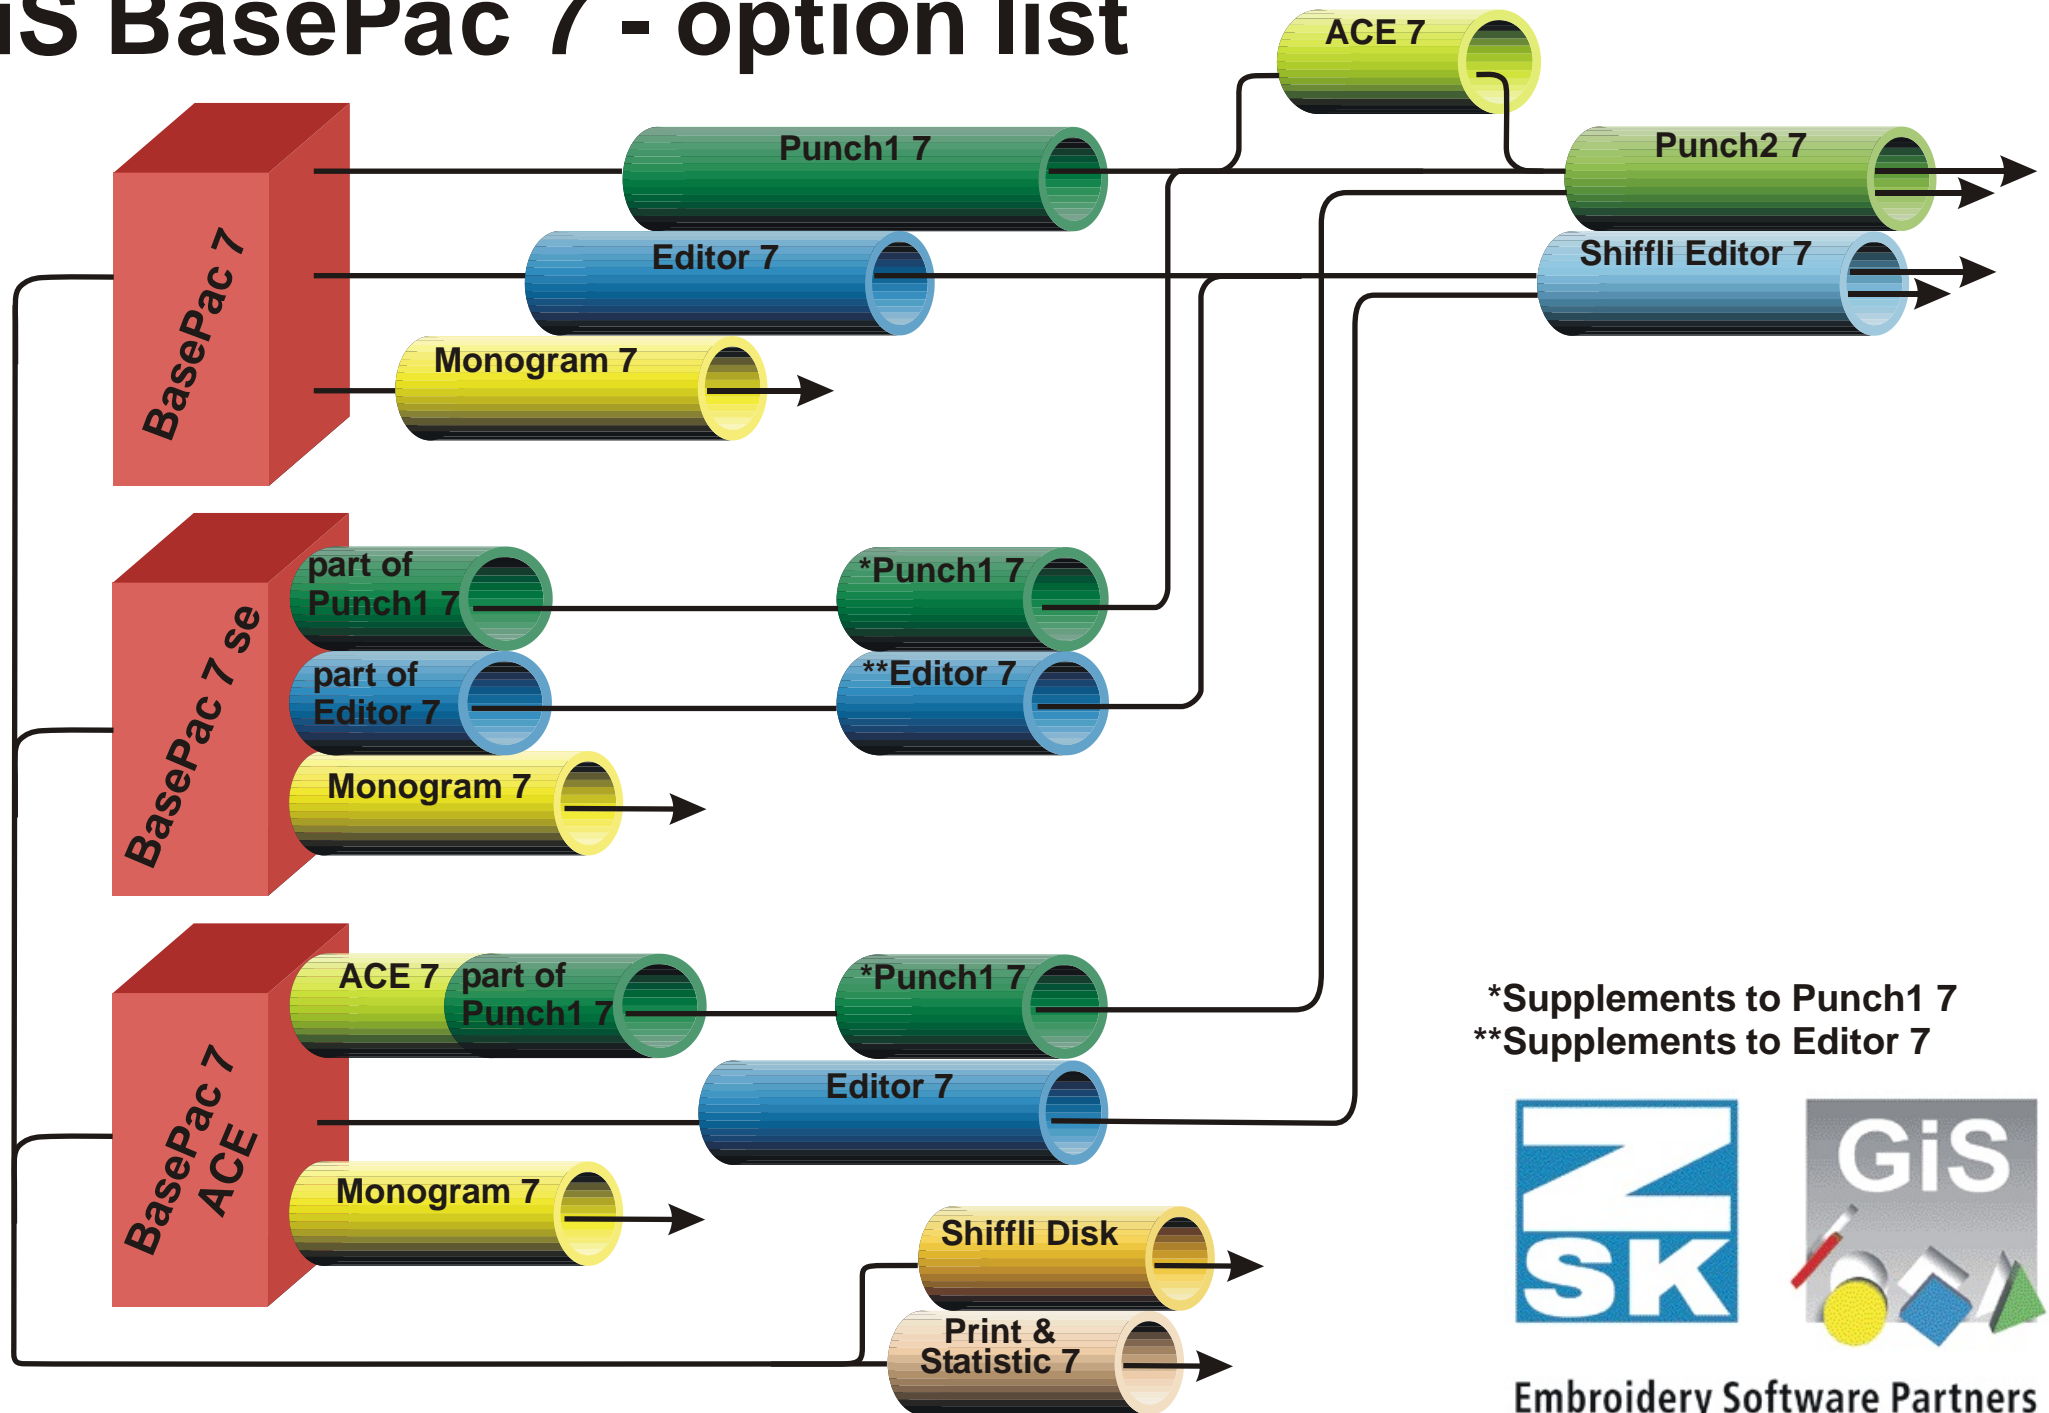 iS BasePac 7 - option list
ACE 7
Punch1 7
Punch2 7
Editor 7
Shiffli Editor 7
Monogram 7
BasePac 7
part of
Punch1 7
*Punch1 7
part of
Editor 7
**Editor 7
Monogram 7
BasePac 7 se
ACE 7
part of
Punch1 7
*Punch1 7
Editor 7
Monogram 7
BasePac 7
ACE
Shiffli Disk
Print &
Statistic 7
*Supplements to Punch1 7
**Supplements to Editor 7
Z
SK
GiS
Embroidery Software Partners